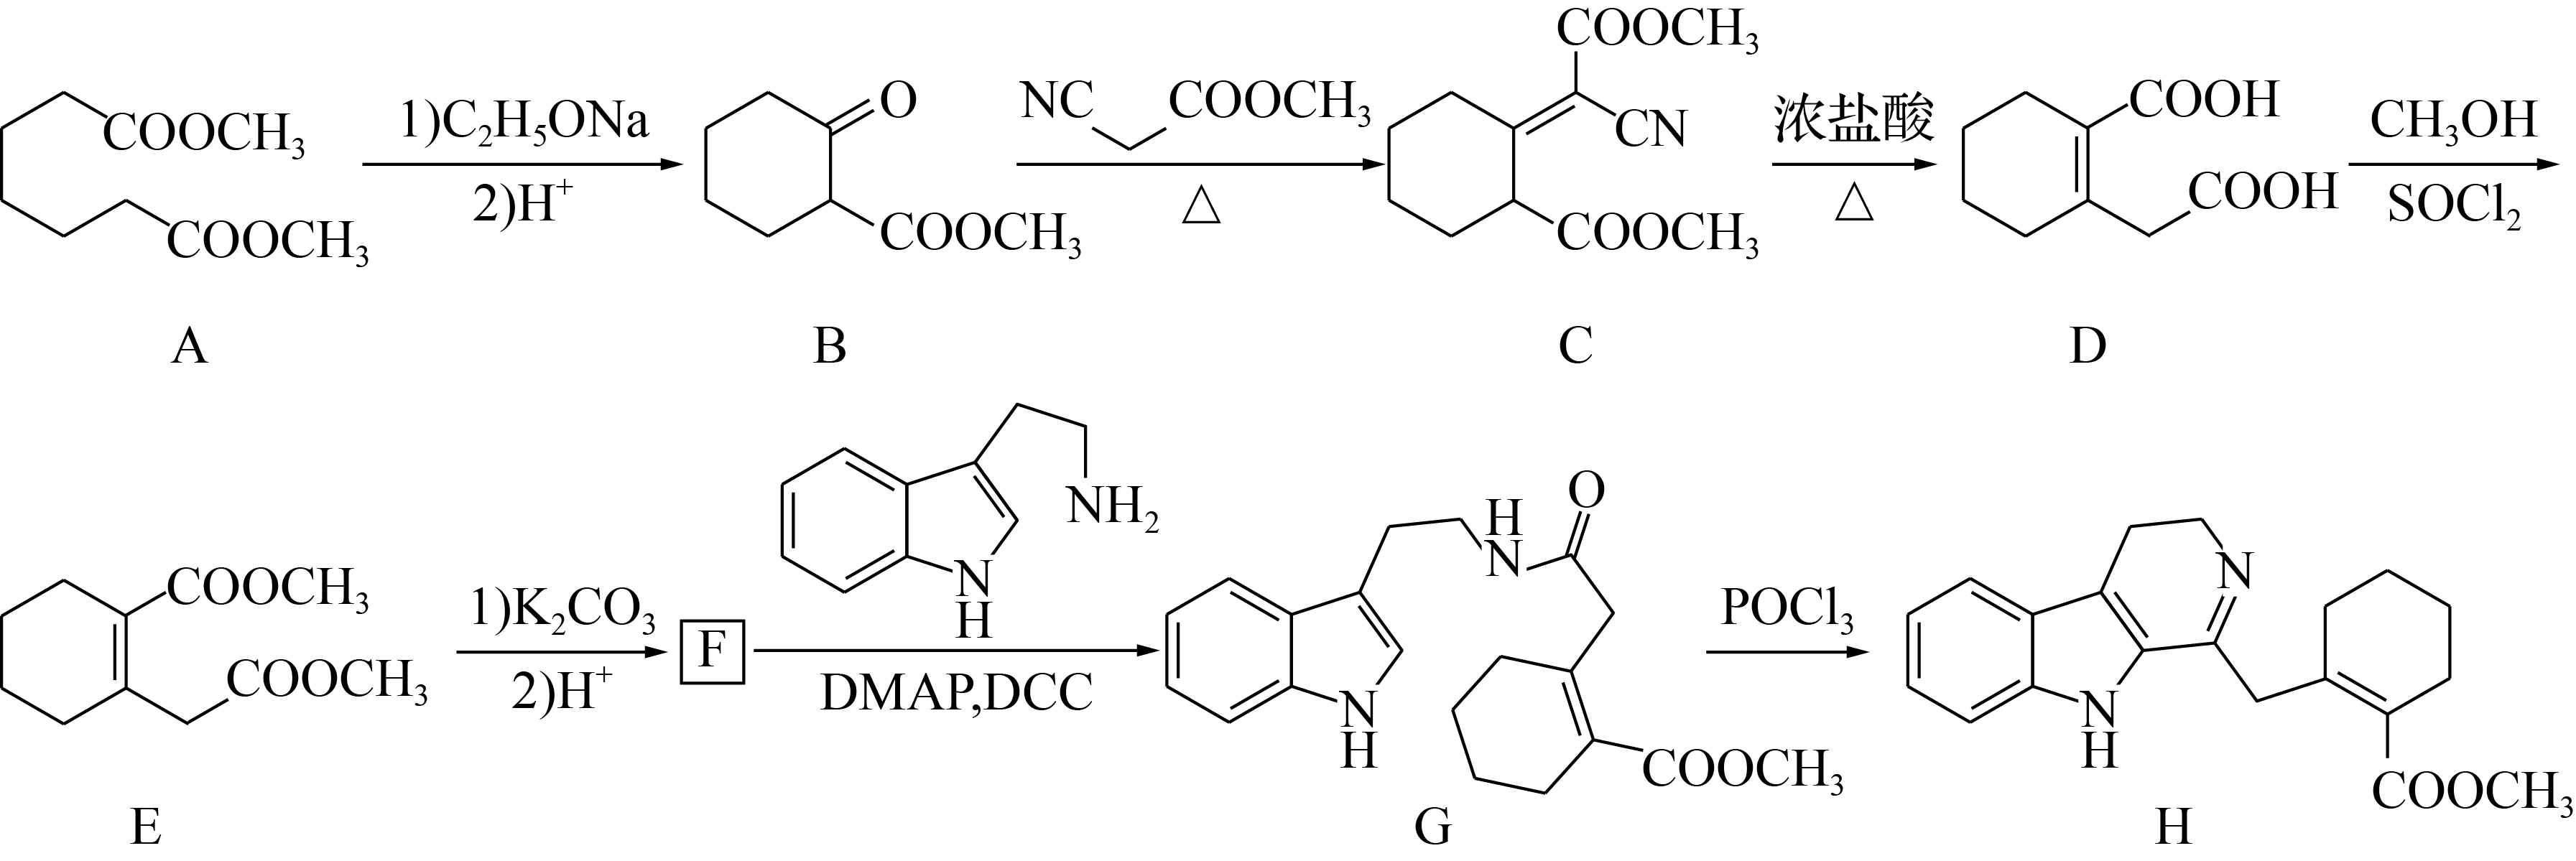 COOCH₃
COOCH₃
A
1)C₂H₅ONa
2)H⁺
O
COOCH₃
B
NC COOCH₃
△
COOCH₃
CN
COOCH₃
C
浓盐酸
△
COOH
COOH
D
CH₃OH
SOCl₂
COOCH₃
COOCH₃
E
1)K₂CO₃
2)H⁺
F
NH₂
N
H
DMAP,DCC
H
N
O
N
H
COOCH₃
G
POCl₃
N
N
H
COOCH₃
H